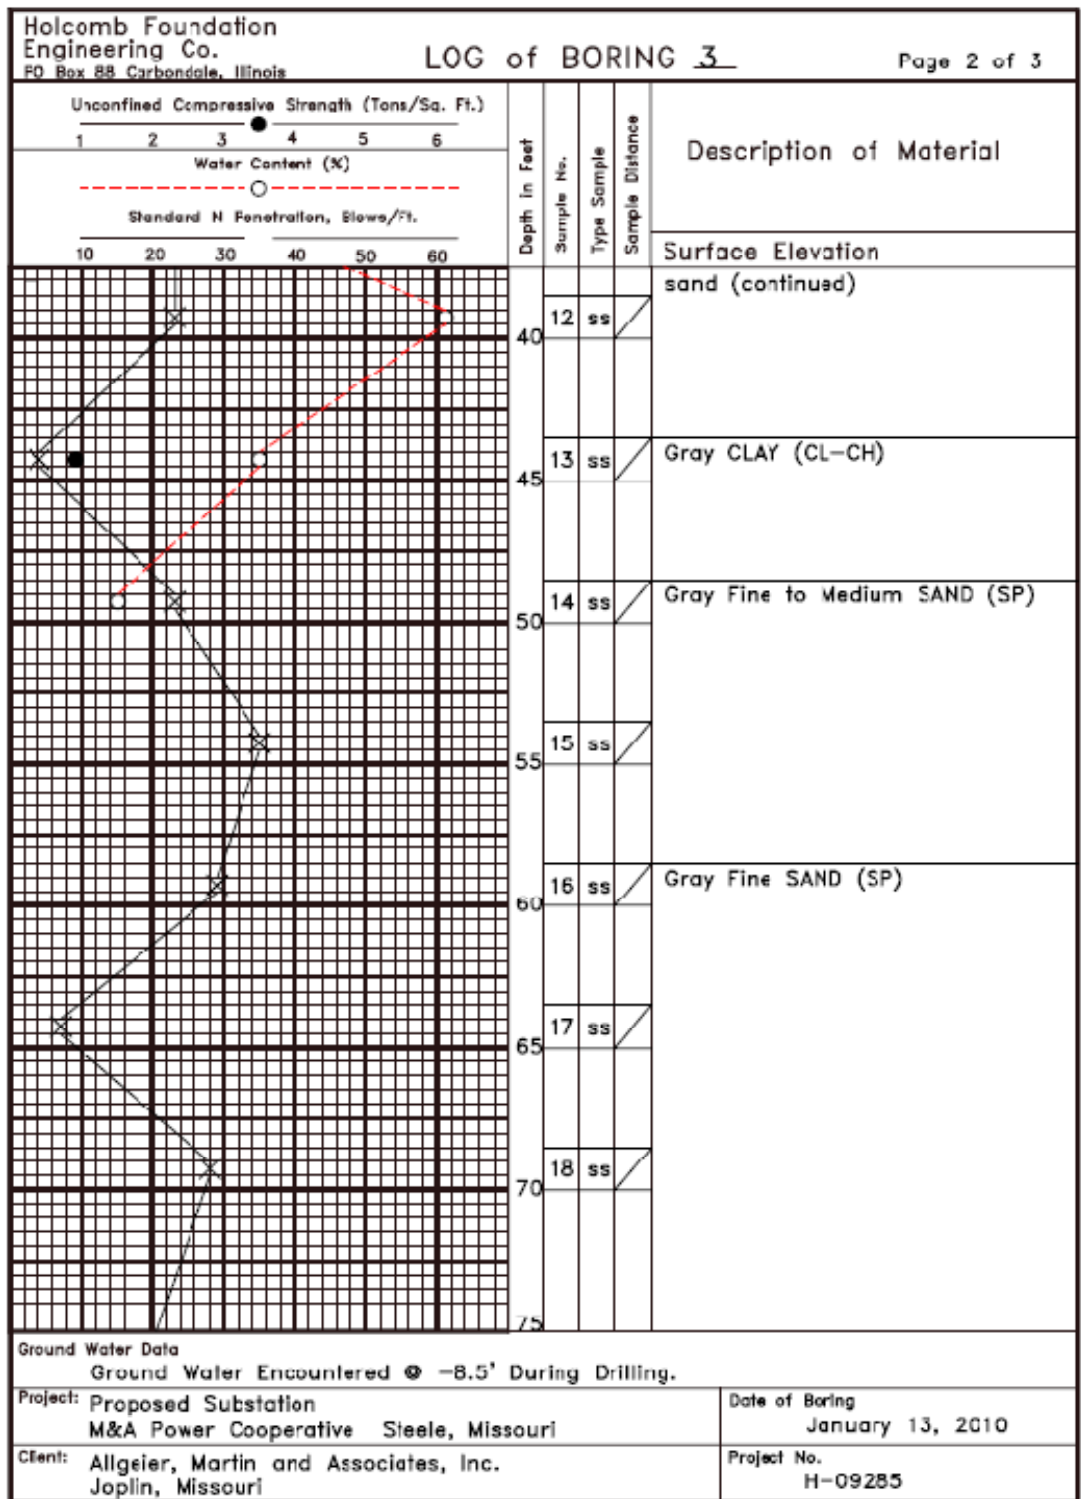 Holcomb Foundation
Engineering Co.
PO Box 88 Carbondale, Illinois
LOG of BORING 3
Page 2 of 3
Unconfined Compressive Strength (Tons/Sq. Ft.)
1 2 3 4 5 6
Water Content (%)
Standard N Penetration, Blows/Ft.
10 20 30 40 50 60
Depth in Feet
Sample No.
Type Sample
Sample Distance
Description of Material
Surface Elevation
sand (continued)
12 ss
40
13 ss Gray CLAY (CL-CH)
45
14 ss Gray Fine to Medium SAND (SP)
50
15 ss
55
16 ss Gray Fine SAND (SP)
60
17 ss
65
18 ss
70
75
Ground Water Data
Ground Water Encountered @ -8.5' During Drilling.
Project: Proposed Substation
M&A Power Cooperative Steele, Missouri
Date of Boring
January 13, 2010
Client: Allgeier, Martin and Associates, Inc.
Joplin, Missouri
Project No.
H-09285